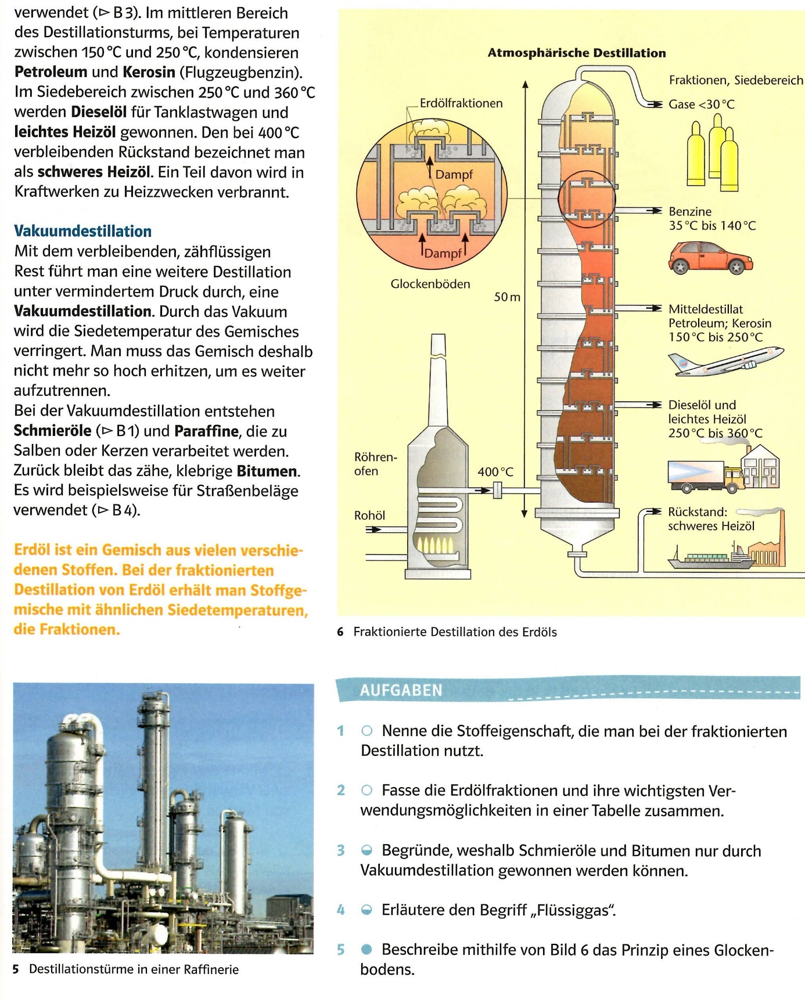 verwendet (▻ B 3). Im mittleren Bereich
des Destillationsturms, bei Temperaturen
zwischen 150 °C und 250 °C, kondensieren
Petroleum und Kerosin (Flugzeugbenzin).
Im Siedebereich zwischen 250 °C und 360 °C
werden Dieselöl für Tanklastwagen und
leichtes Heizöl gewonnen. Den bei 400 °C
verbleibenden Rückstand bezeichnet man
als schweres Heizöl. Ein Teil davon wird in
Kraftwerken zu Heizzwecken verbrannt.
Vakuumdestillation
Mit dem verbleibenden, zähflüssigen
Rest führt man eine weitere Destillation
unter vermindertem Druck durch, eine
Vakuumdestillation. Durch das Vakuum
wird die Siedetemperatur des Gemisches
verringert. Man muss das Gemisch deshalb
nicht mehr so hoch erhitzen, um es weiter
aufzutrennen.
Bei der Vakuumdestillation entstehen
Schmieröle (▻ B 1) und Paraffine, die zu
Salben oder Kerzen verarbeitet werden.
Zurück bleibt das zähe, klebrige Bitumen.
Es wird beispielsweise für Straßenbeläge
verwendet (▻ B 4).
Erdöl ist ein Gemisch aus vielen verschie-
denen Stoffen. Bei der fraktionierten
Destillation von Erdöl erhält man Stoffge-
mische mit ähnlichen Siedetemperaturen,
die Fraktionen.
5 Destillationstürme in einer Raffinerie
Atmosphärische Destillation
Fraktionen, Siedebereich
Erdölfraktionen
Dampf
Dampf
Glockenböden
50 m
Röhren-
ofen
400 °C
Rohöl
Gase <30 °C
Benzine
35 °C bis 140 °C
Mitteldestillat
Petroleum; Kerosin
150 °C bis 250 °C
Dieselöl und
leichtes Heizöl
250 °C bis 360 °C
Rückstand:
schweres Heizöl
6 Fraktionierte Destillation des Erdöls
AUFGABEN
1 ○ Nenne die Stoffeigenschaft, die man bei der fraktionierten
Destillation nutzt.
2 ○ Fasse die Erdölfraktionen und ihre wichtigsten Ver-
wendungsmöglichkeiten in einer Tabelle zusammen.
3 ◒ Begründe, weshalb Schmieröle und Bitumen nur durch
Vakuumdestillation gewonnen werden können.
4 ◒ Erläutere den Begriff „Flüssiggas“.
5 ● Beschreibe mithilfe von Bild 6 das Prinzip eines Glocken-
bodens.